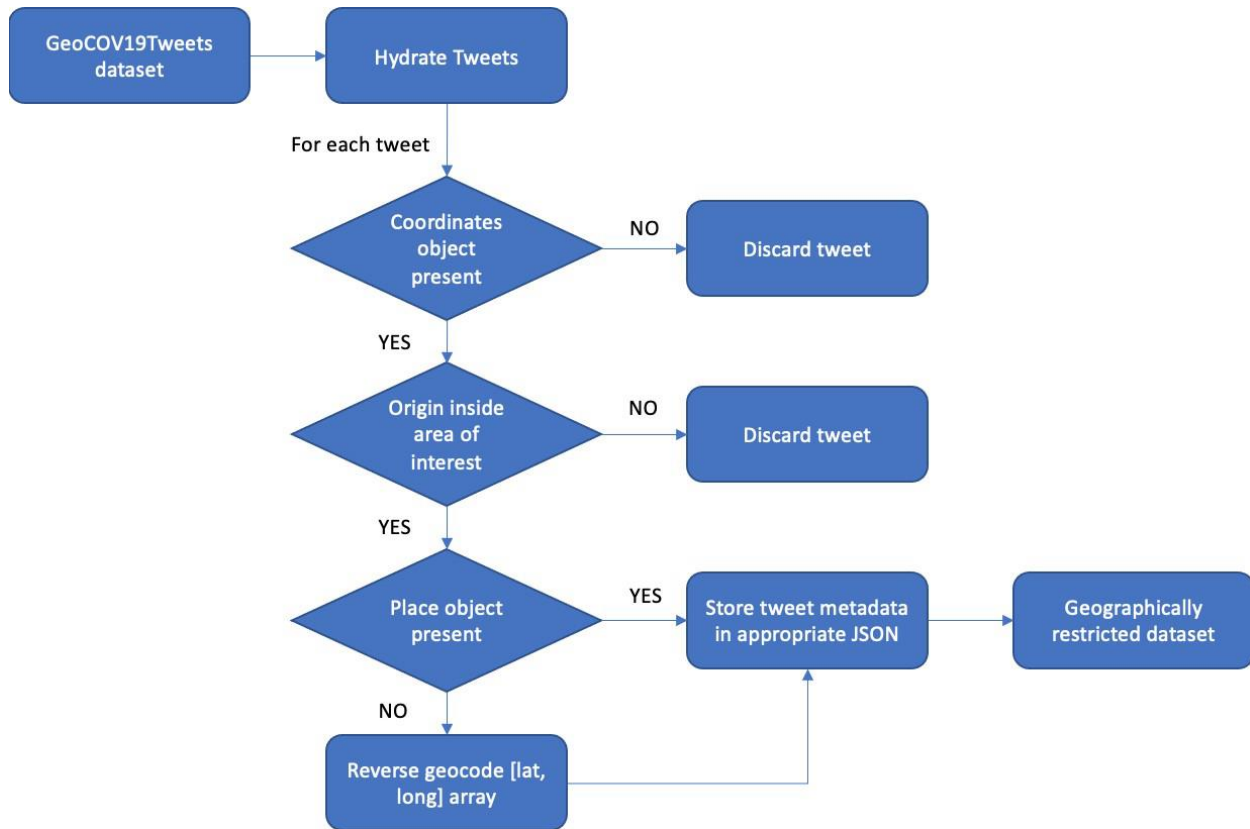 GeoCOV19Tweets
dataset
Hydrate Tweets
For each tweet
Coordinates
object
present
NO
Discard tweet
YES
Origin inside
area of
interest
NO
Discard tweet
YES
Place object
present
YES
Store tweet metadata
in appropriate JSON
Geographically
restricted dataset
NO
Reverse geocode [lat,
long] array